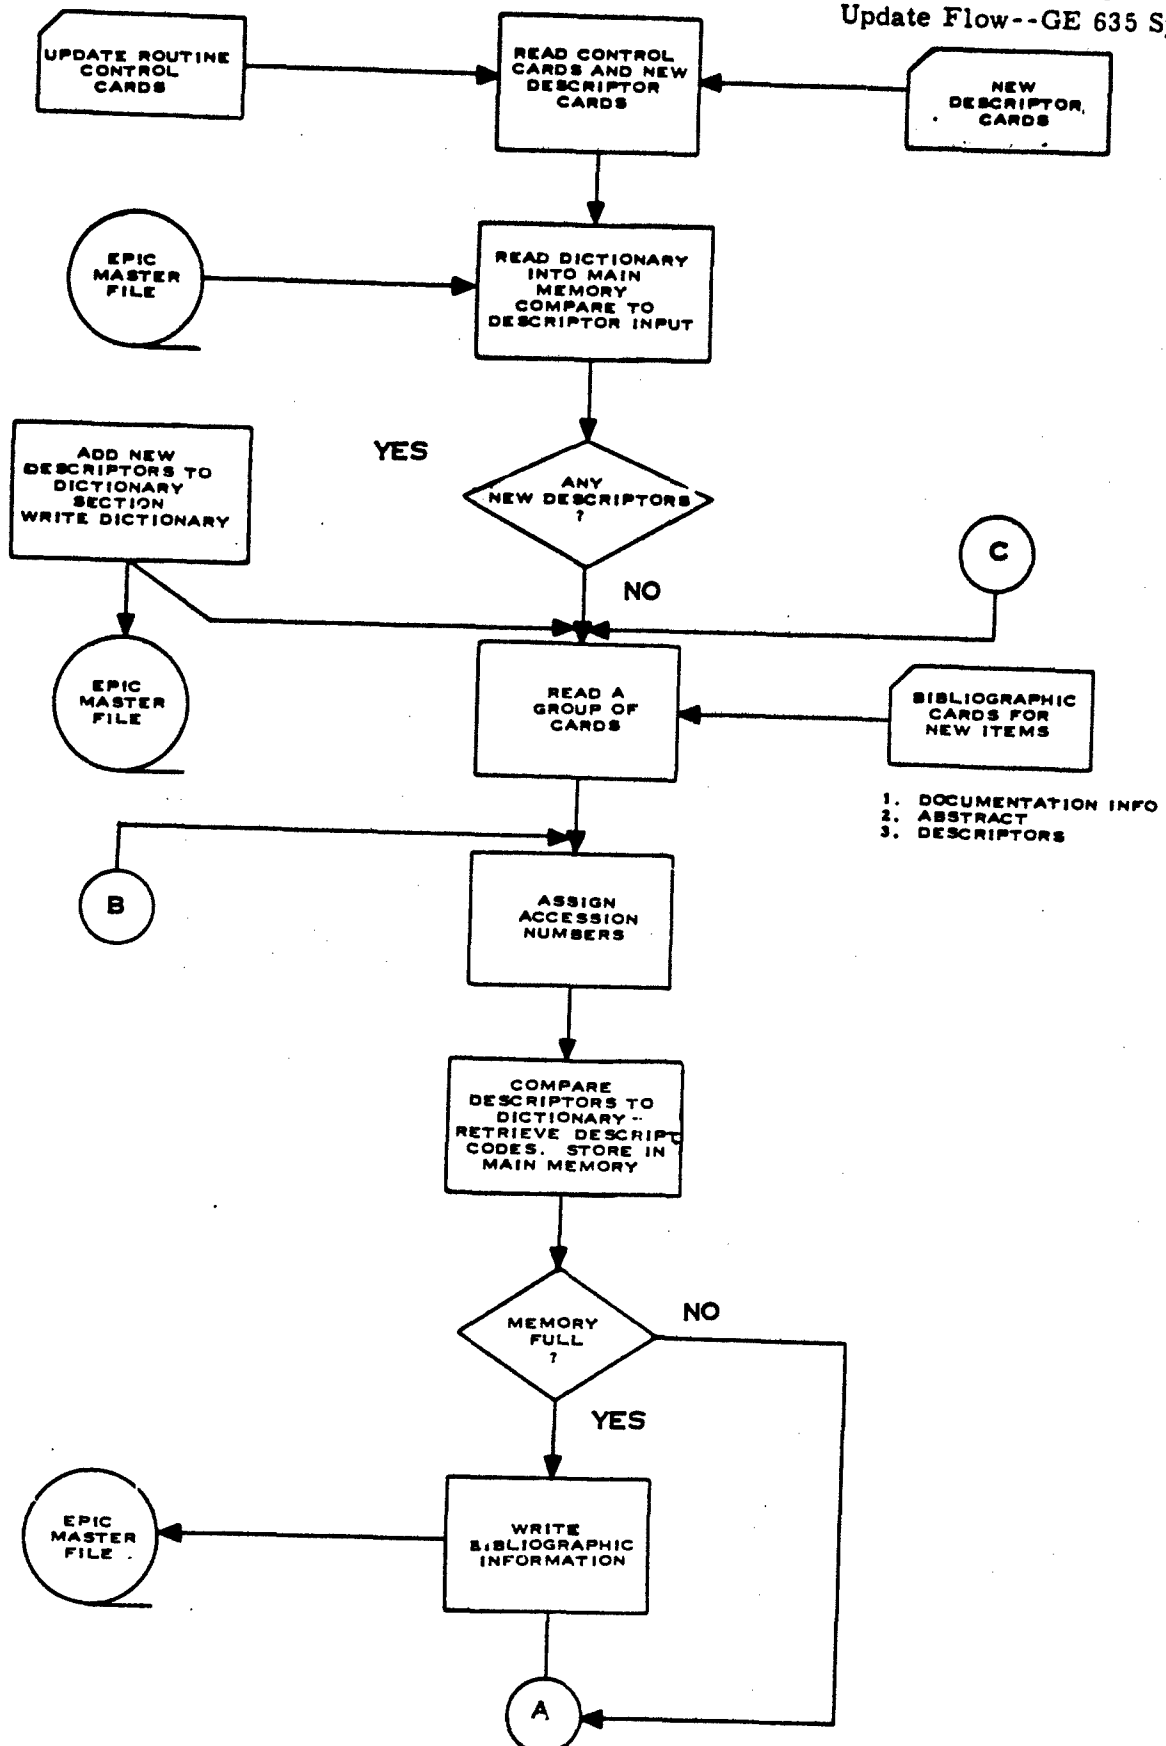 Update Flow--GE 635
UPDATE ROUTINE
CONTROL
CARDS
READ CONTROL
CARDS AND NEW
DESCRIPTOR
CARDS
NEW
DESCRIPTOR
CARDS
EPIC
MASTER
FILE
READ DICTIONARY
INTO MAIN
MEMORY
COMPARE TO
DESCRIPTOR INPUT
ADD NEW
DESCRIPTORS TO
DICTIONARY
SECTION
WRITE DICTIONARY
YES
ANY
NEW DESCRIPTORS
?
NO
C
EPIC
MASTER
FILE
READ A
GROUP OF
CARDS
BIBLIOGRAPHIC
CARDS FOR
NEW ITEMS
1. DOCUMENTATION INFO
2. ABSTRACT
3. DESCRIPTORS
B
ASSIGN
ACCESSION
NUMBERS
COMPARE
DESCRIPTORS TO
DICTIONARY--
RETRIEVE DESCRIPT
CODES. STORE IN
MAIN MEMORY
MEMORY
FULL
?
NO
YES
EPIC
MASTER
FILE
WRITE
BIBLIOGRAPHIC
INFORMATION
A